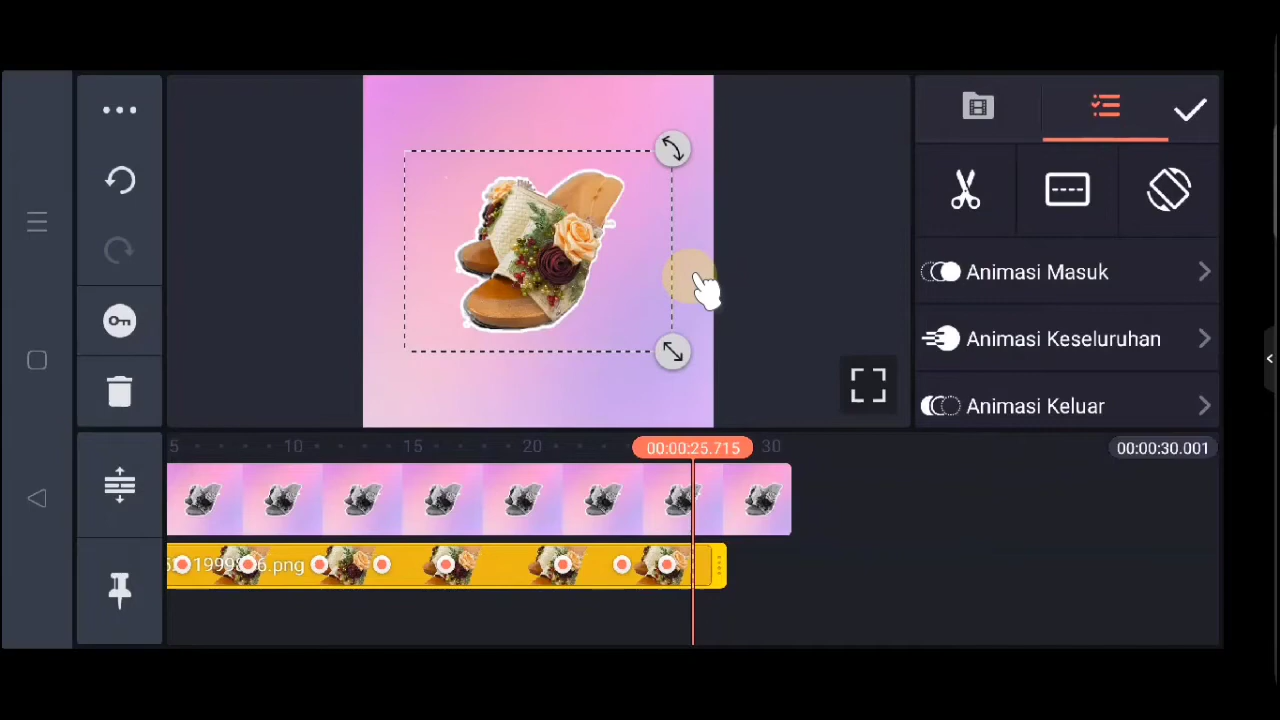 Animasi Masuk
Animasi Keseluruhan
Animasi Keluar
5 10 15 20 00:00:25.715 30 00:00:30.001
.png